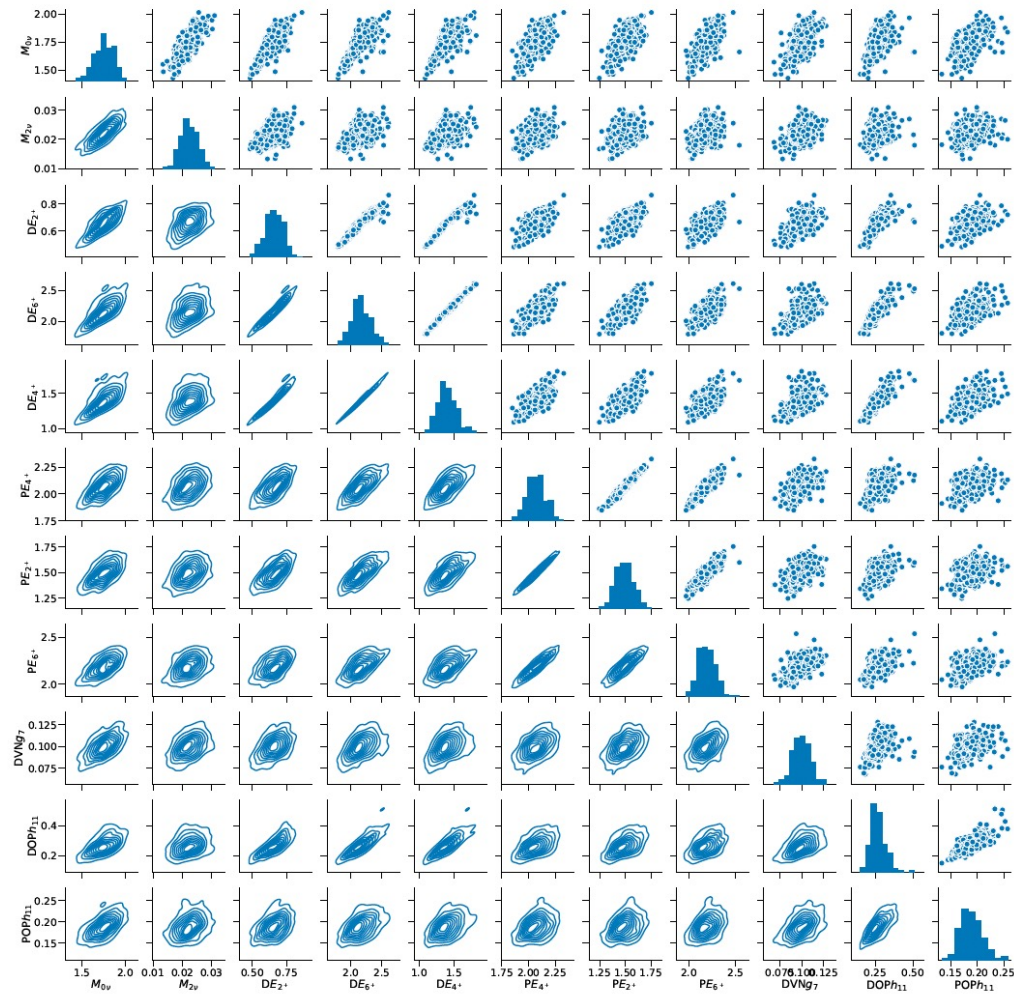 M₀ᵥ 2.00 1.75 1.50
M₂ᵥ 0.03 0.02 0.01
DE₂⁺ 0.8 0.6
DE₆⁺ 2.5 2.0
DE₄⁺ 1.5 1.0
PE₄⁺ 2.25 2.00 1.75
PE₂⁺ 1.75 1.50 1.25
PE₆⁺ 2.5 2.0
DVNg₇ 0.125 0.100 0.075
DOPh₁₁ 0.4 0.2
POPh₁₁ 0.25 0.20 0.15
1.5 2.0 0.01 0.02 0.03 0.50 0.75 2.0 2.5 1.0 1.5 1.75 2.00 2.25 1.25 1.50 1.75 2.0 2.5 0.075 0.100 0.125 0.25 0.50 0.15 0.20 0.25
M₀ᵥ M₂ᵥ DE₂⁺ DE₆⁺ DE₄⁺ PE₄⁺ PE₂⁺ PE₆⁺ DVNg₇ DOPh₁₁ POPh₁₁